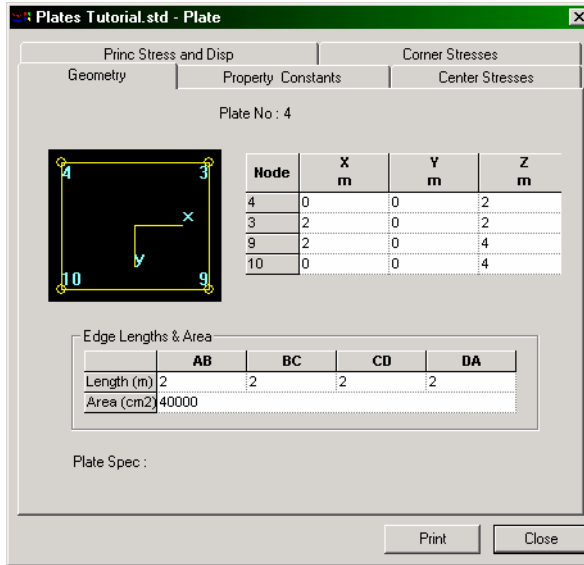 Plates Tutorial.std - Plate X
Princ Stress and Disp Corner Stresses
Geometry Property Constants Center Stresses
Plate No : 4
4 3
x
y
10 9
Node X m Y m Z m
4 0 0 2
3 2 0 2
9 2 0 4
10 0 0 4
Edge Lengths & Area
AB BC CD DA
Length (m) 2 2 2 2
Area (cm2) 40000
Plate Spec :
Print Close